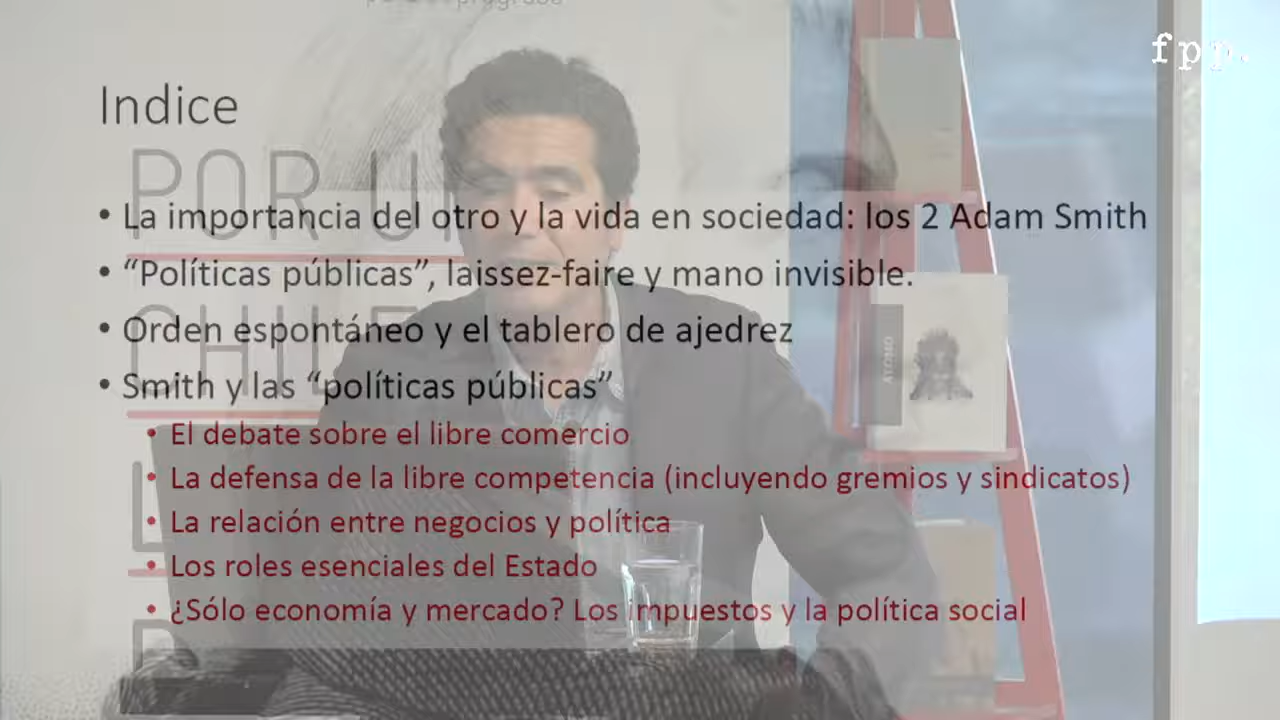 fpp.
Indice
POR UN
CHILE
• La importancia del otro y la vida en sociedad: los 2 Adam Smith
• “Políticas públicas”, laissez-faire y mano invisible.
• Orden espontáneo y el tablero de ajedrez
• Smith y las “políticas públicas”
• El debate sobre el libre comercio
• La defensa de la libre competencia (incluyendo gremios y sindicatos)
• La relación entre negocios y política
• Los roles esenciales del Estado
• ¿Sólo economía y mercado? Los impuestos y la política social